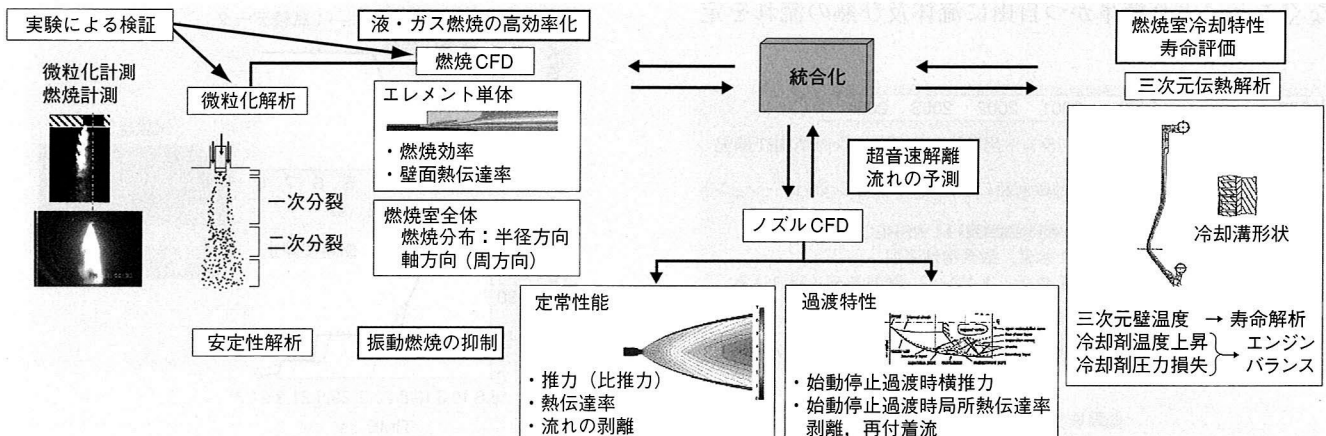 実験による検証
液・ガス燃焼の高効率化
燃焼CFD
微粒化計測
燃焼計測
微粒化解析
エレメント単体
・燃焼効率
・壁面熱伝達率
一次分裂
二次分裂
燃焼室全体
燃焼分布：半径方向
軸方向（周方向）
安定性解析
振動燃焼の抑制
統合化
超音速解離
流れの予測
ノズルCFD
定常性能
・推力（比推力）
・熱伝達率
・流れの剥離
過渡特性
・始動停止過渡時横推力
・始動停止過渡時局所熱伝達率
剥離，再付着流
燃焼室冷却特性
寿命評価
三次元伝熱解析
冷却溝形状
三次元壁温度 → 寿命解析
冷却剤温度上昇 エンジン
冷却剤圧力損失 → バランス